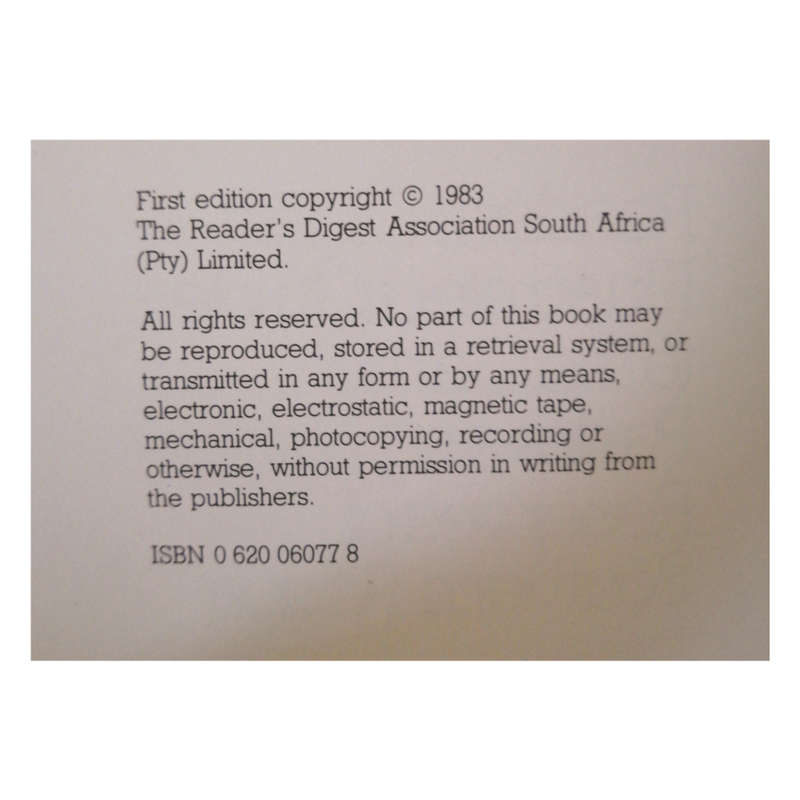 First edition copyright © 1983
The Reader's Digest Association South Africa
(Pty) Limited.
All rights reserved. No part of this book may
be reproduced, stored in a retrieval system, or
transmitted in any form or by any means,
electronic, electrostatic, magnetic tape,
mechanical, photocopying, recording or
otherwise, without permission in writing from
the publishers.
ISBN 0 620 06077 8